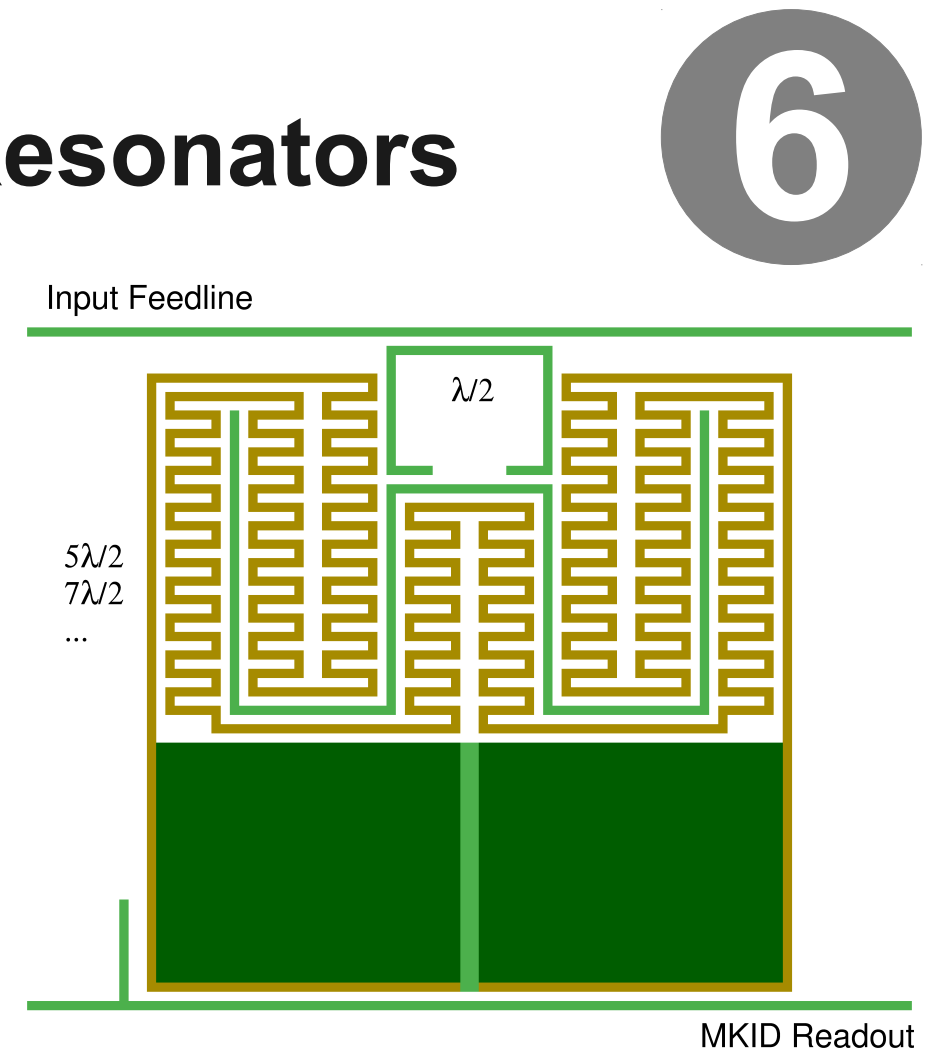 esonators
6
Input Feedline
λ/2
5λ/2
7λ/2
...
MKID Readout